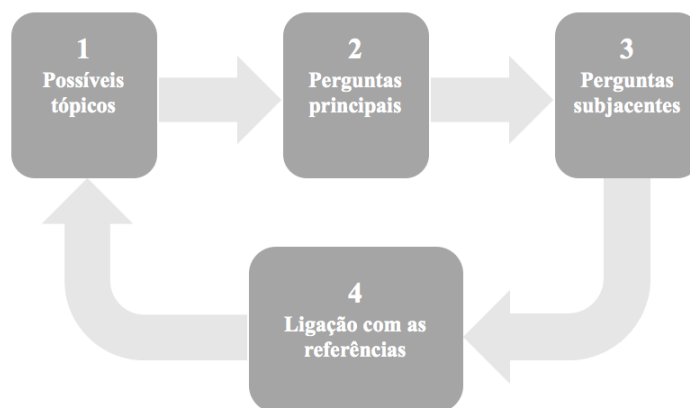 1
Possíveis
tópicos
2
Perguntas
principais
3
Perguntas
subjacentes
4
Ligação com as
referências